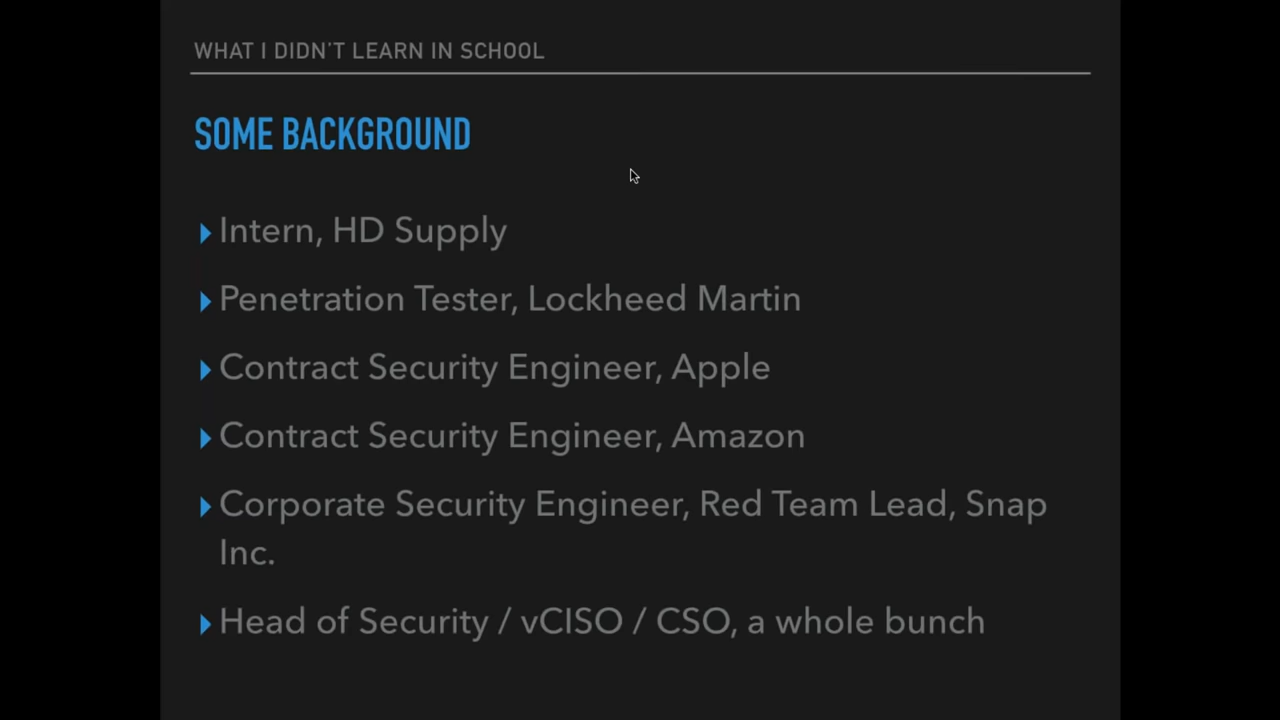 WHAT I DIDN'T LEARN IN SCHOOL
SOME BACKGROUND
Intern, HD Supply
Penetration Tester, Lockheed Martin
Contract Security Engineer, Apple
Contract Security Engineer, Amazon
Corporate Security Engineer, Red Team Lead, Snap
Inc.
Head of Security / vCISO / CSO, a whole bunch